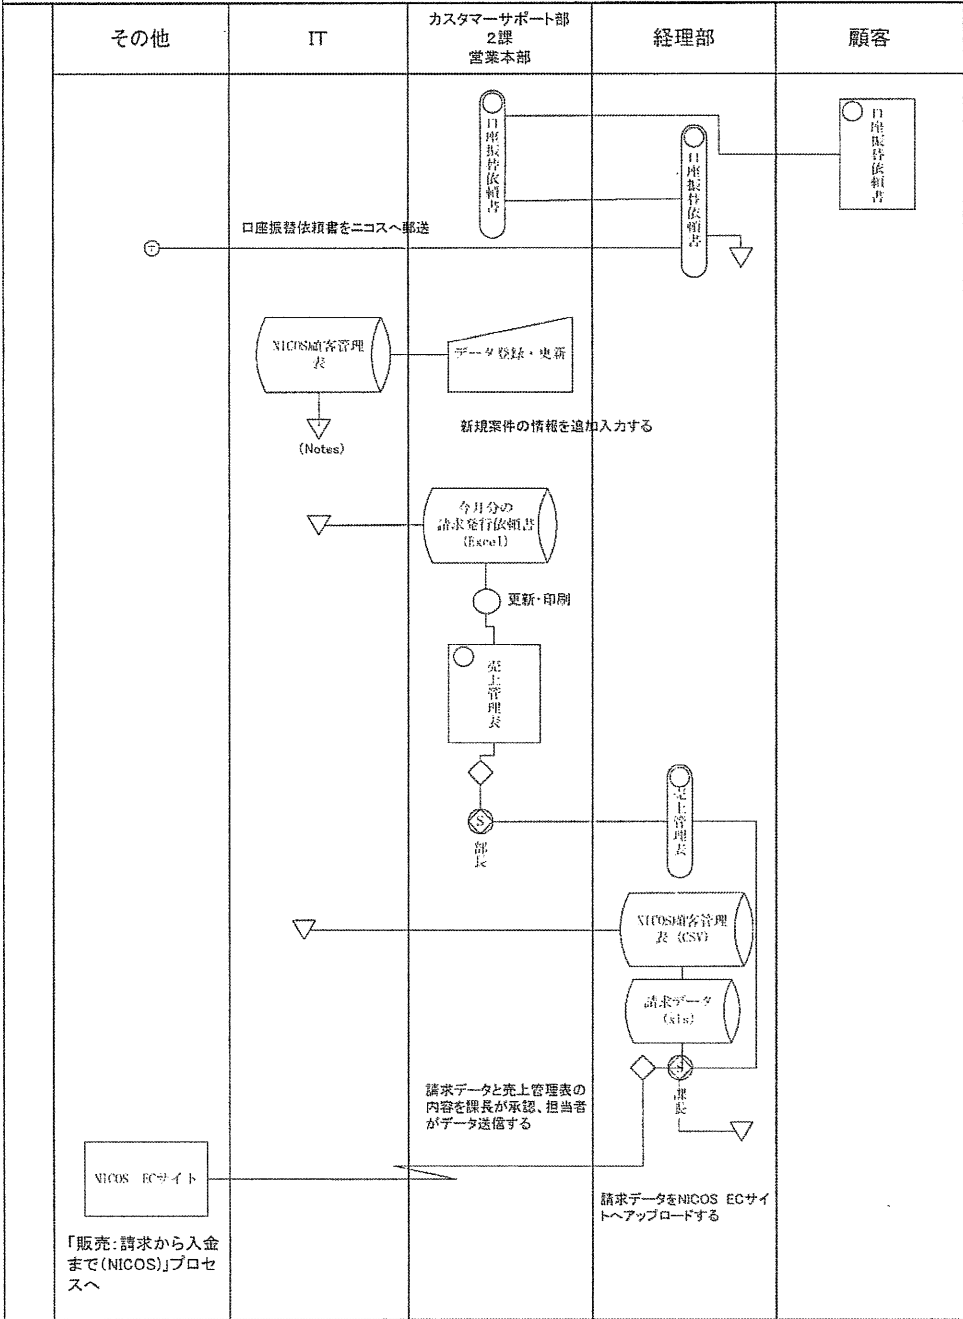 その他
IT
カスタマーサポート部
2課
営業本部
経理部
顧客
口座振替依頼書
口座振替依頼書
口座振替依頼書
口座振替依頼書をニコスへ郵送
〒
NICOS顧客管理
表
データ登録・更新
(Notes)
新規案件の情報を追加入力する
今月分の
請求発行依頼書
(Excel)
更新・印刷
売上管理表
S
部長
売上管理表
NICOS顧客管理
表 (CSV)
請求データ
(xls)
S
課長
請求データと売上管理表の
内容を課長が承認、担当者
がデータ送信する
NICOS ECサイト
請求データをNICOS ECサイ
トへアップロードする
「販売:請求から入金
まで(NICOS)」プロセ
スへ